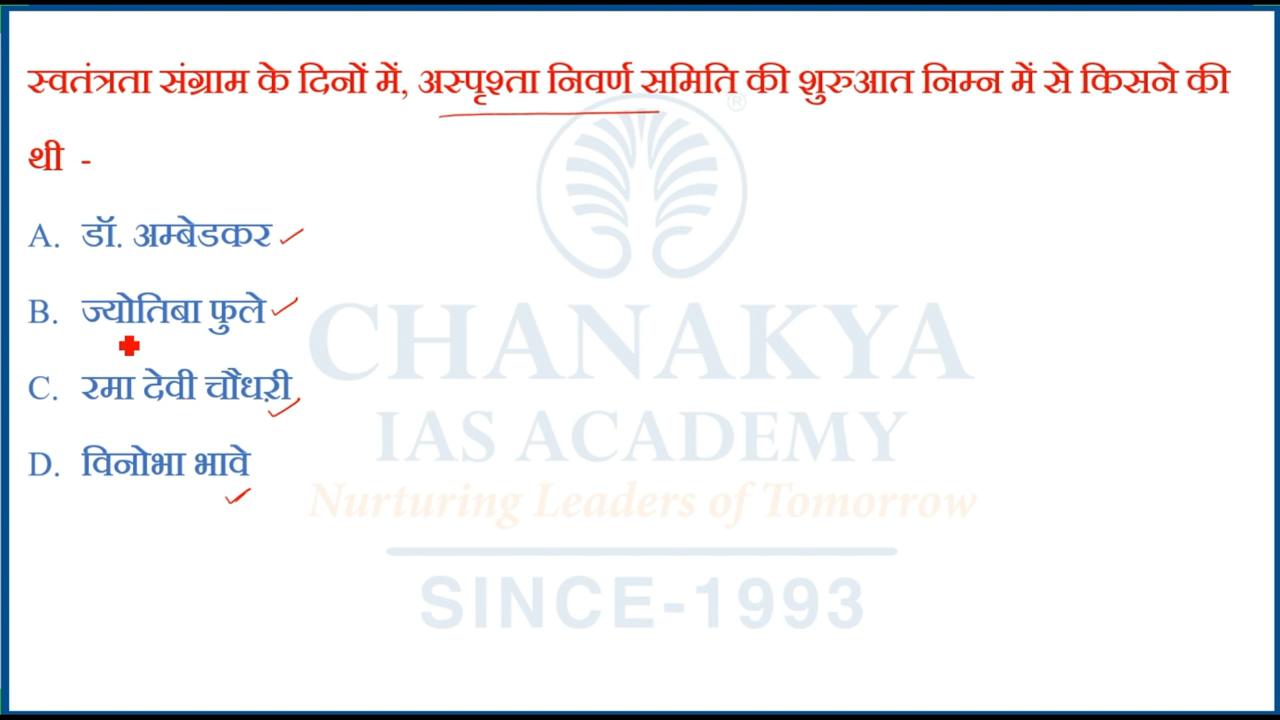 स्वतंत्रता संग्राम के दिनों में, अस्पृश्ता निवर्ण समिति की शुरुआत निम्न में से किसने की
थी -
A. डॉ. अम्बेडकर
B. ज्योतिबा फुले
C. रमा देवी चौधऱी
D. विनोभा भावे
®
CHANAKYA
IAS ACADEMY
Nurturing Leaders of Tomorrow
SINCE-1993